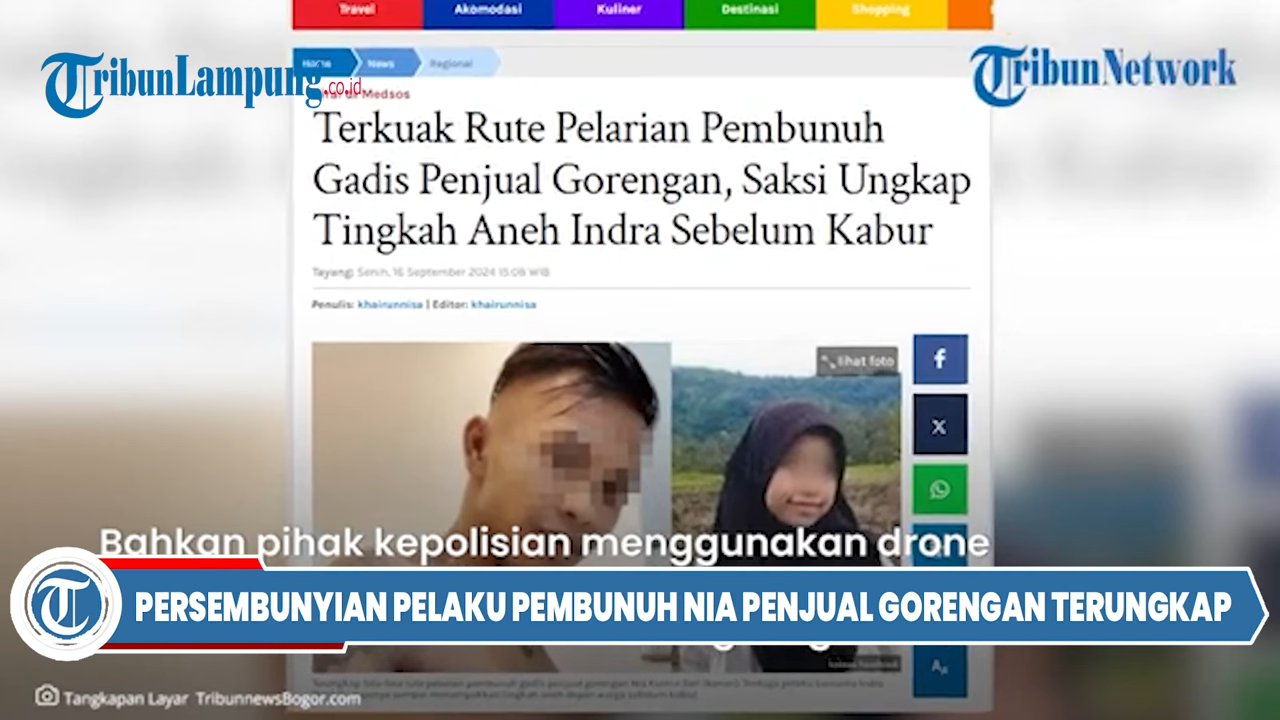 Travel
Akomodasi
Kuliner
Destinasi
Shopping
TribunLampung.co.id
TribunNetwork
Home
News
Regional
Medsos
Terkuak Rute Pelarian Pembunuh
Gadis Penjual Gorengan, Saksi Ungkap
Tingkah Aneh Indra Sebelum Kabur
Tayang: Senin, 16 September 2024 15:08 WIB
Penulis: khairunnisa | Editor: khairunnisa
lihat foto
Bahkan pihak kepolisian menggunakan drone
PERSEMBUNYIAN PELAKU PEMBUNUH NIA PENJUAL GORENGAN TERUNGKAP
Tangkapan Layar TribunnewsBogor.com